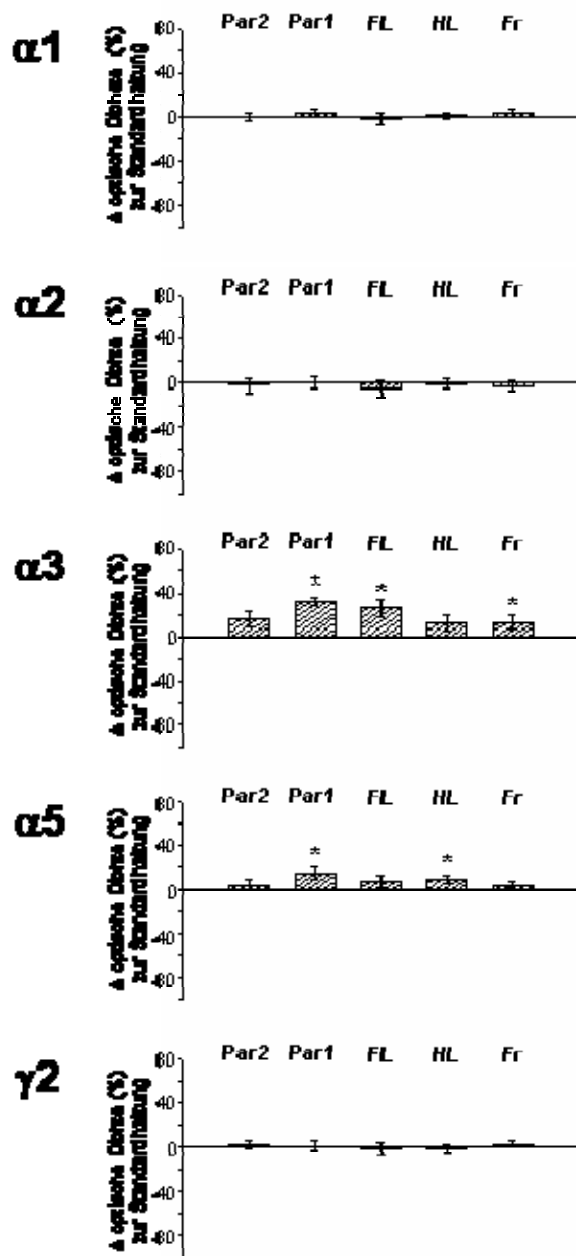 α1
Δ optische Dichte (%)
zur Standardhaltung
80
40
0
-40
-80
Par2 Par1 FL HL Fr
α2
Δ optische Dichte (%)
zur Standardhaltung
80
40
0
-40
-80
Par2 Par1 FL HL Fr
α3
Δ optische Dichte (%)
zur Standardhaltung
80
40
0
-40
-80
Par2 Par1 FL HL Fr
* * *
α5
Δ optische Dichte (%)
zur Standardhaltung
80
40
0
-40
-80
Par2 Par1 FL HL Fr
* *
γ2
Δ optische Dichte (%)
zur Standardhaltung
80
40
0
-40
-80
Par2 Par1 FL HL Fr